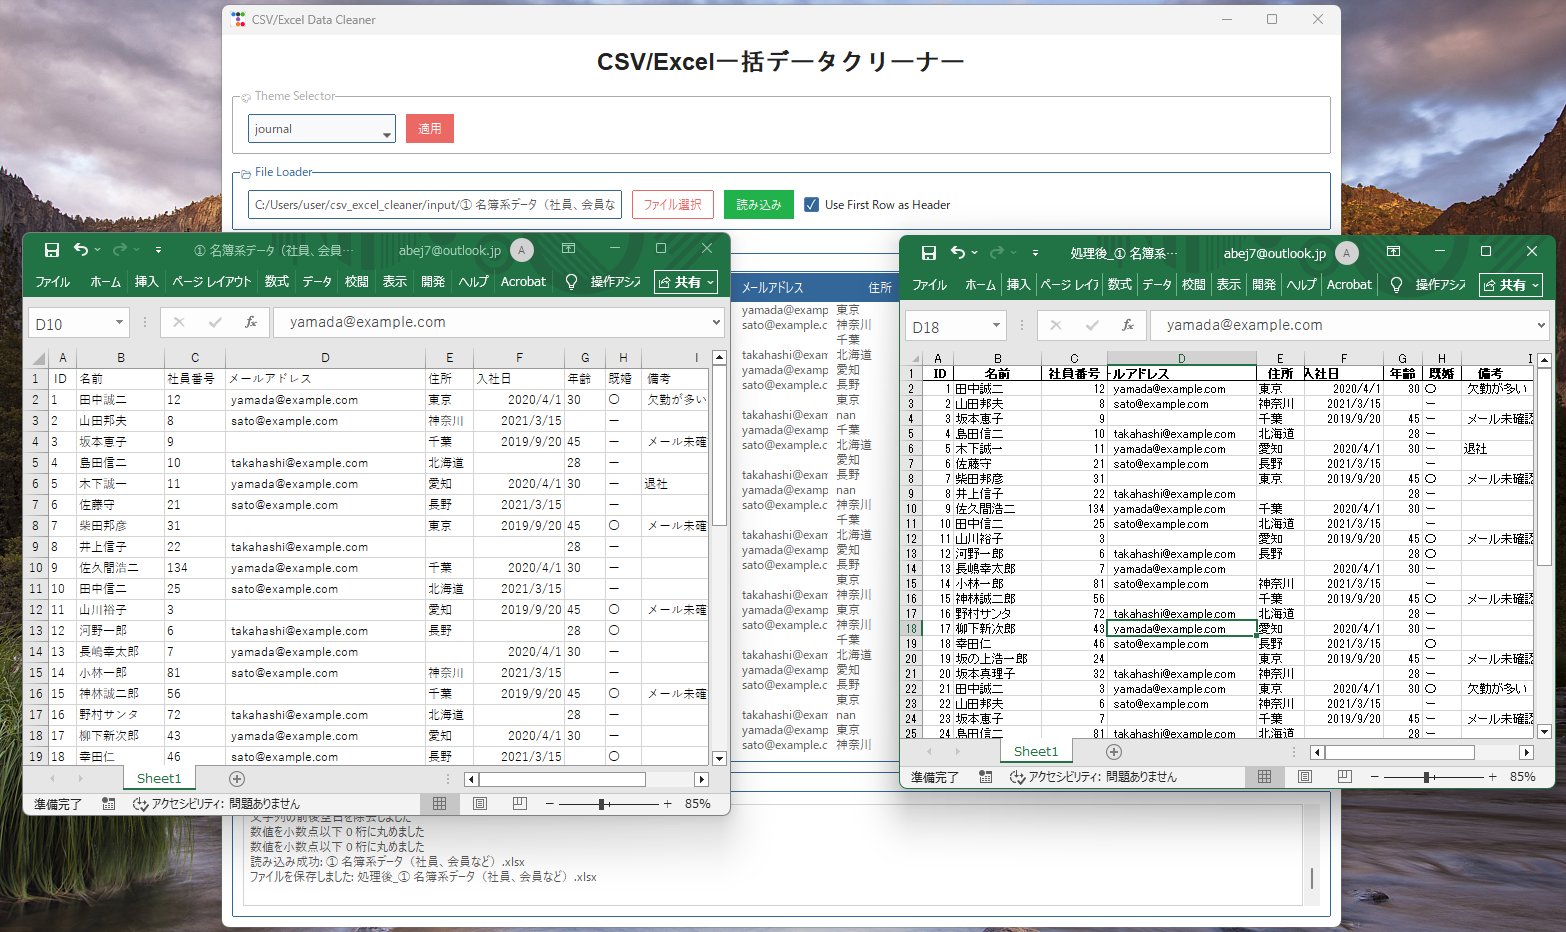 CSV/Excel Data Cleaner
CSV/Excel一括データクリーナー
Theme Selector
journal
適用
File Loader
C:/Users/user/csv_excel_cleaner/input/① 名簿系データ（社員、会員な
ファイル選択
読み込み
Use First Row as Header
① 名簿系データ（社員、会員…
abej7@outlook.jp
A
ファイル ホーム 挿入 ページ レイアウト 数式 データ 校閲 表示 開発 ヘルプ Acrobat 操作アシ 共有
D10
fx
yamada@example.com
A B C D E F G H I
1 ID 名前 社員番号 メールアドレス 住所 入社日 年齢 既婚 備考
2 1 田中誠二 12 yamada@example.com 東京 2020/4/1 30 〇 欠勤が多い
3 2 山田邦夫 8 sato@example.com 神奈川 2021/3/15 ー
4 3 坂本恵子 9 千葉 2019/9/20 45 ー メール未確
5 4 島田信二 10 takahashi@example.com 北海道 28 ー
6 5 木下誠一 11 yamada@example.com 愛知 2020/4/1 30 ー 退社
7 6 佐藤守 21 sato@example.com 長野 2021/3/15 ー
8 7 柴田邦彦 31 東京 2019/9/20 45 〇 メール未確
9 8 井上信子 22 takahashi@example.com 28 ー
10 9 佐久間浩二 134 yamada@example.com 千葉 2020/4/1 30 ー
11 10 田中信二 25 sato@example.com 北海道 2021/3/15 ー
12 11 山川裕子 3 愛知 2019/9/20 45 〇 メール未確
13 12 河野一郎 6 takahashi@example.com 長野 28 〇
14 13 長嶋幸太郎 7 yamada@example.com 2020/4/1 30 ー
15 14 小林一郎 81 sato@example.com 神奈川 2021/3/15 ー
16 15 神林誠二郎 56 千葉 2019/9/20 45 〇 メール未確
17 16 野村サンタ 72 takahashi@example.com 北海道 28 ー
18 17 柳下新次郎 43 yamada@example.com 愛知 2020/4/1 30 ー
19 18 幸田仁 46 sato@example.com 長野 2021/3/15 〇
Sheet1
準備完了 アクセシビリティ: 問題ありません 85%
メールアドレス 住所
yamada@examp 東京
sato@example.c 神奈川
千葉
takahashi@exam 北海道
yamada@examp 愛知
sato@example.c 長野
東京
takahashi@exam nan
yamada@examp 千葉
sato@example.c 北海道
愛知
takahashi@exam 長野
yamada@examp nan
sato@example.c 神奈川
千葉
takahashi@exam 北海道
yamada@examp 愛知
sato@example.c 長野
東京
takahashi@exam 神奈川
yamada@examp 東京
sato@example.c 神奈川
千葉
takahashi@exam 北海道
yamada@examp 愛知
sato@example.c 長野
東京
takahashi@exam nan
yamada@examp 東京
sato@example.c 神奈川
処理後_① 名簿系…
abej7@outlook.jp
A
ファイル ホーム 挿入 ページ レイア 数式 データ 校閲 表示 開発 ヘルプ Acrobat 操作アシ 共有
D18
fx
yamada@example.com
A B C D E F G H I
1 ID 名前 社員番号 ールアドレス 住所 入社日 年齢 既婚 備考
2 1 田中誠二 12 yamada@example.com 東京 2020/4/1 30 〇 欠勤が多い
3 2 山田邦夫 8 sato@example.com 神奈川 2021/3/15 ー
4 3 坂本恵子 9 千葉 2019/9/20 45 ー メール未確認
5 4 島田信二 10 takahashi@example.com 北海道 28 ー
6 5 木下誠一 11 yamada@example.com 愛知 2020/4/1 30 ー 退社
7 6 佐藤守 21 sato@example.com 長野 2021/3/15 ー
8 7 柴田邦彦 31 東京 2019/9/20 45 〇 メール未確認
9 8 井上信子 22 takahashi@example.com 28 ー
10 9 佐久間浩二 134 yamada@example.com 千葉 2020/4/1 30 ー
11 10 田中信二 25 sato@example.com 北海道 2021/3/15 ー
12 11 山川裕子 3 愛知 2019/9/20 45 〇 メール未確認
13 12 河野一郎 6 takahashi@example.com 長野 28 〇
14 13 長嶋幸太郎 7 yamada@example.com 2020/4/1 30 ー
15 14 小林一郎 81 sato@example.com 神奈川 2021/3/15 ー
16 15 神林誠二郎 56 千葉 2019/9/20 45 〇 メール未確認
17 16 野村サンタ 72 takahashi@example.com 北海道 28 ー
18 17 柳下新次郎 43 yamada@example.com 愛知 2020/4/1 30 ー
19 18 幸田仁 46 sato@example.com 長野 2021/3/15 〇
20 19 坂の上浩一郎 24 東京 2019/9/20 45 ー メール未確認
21 20 坂本真理子 32 takahashi@example.com 神奈川 28 ー
22 21 田中誠二 3 yamada@example.com 東京 2020/4/1 30 〇 欠勤が多い
23 22 山田邦夫 6 sato@example.com 神奈川 2021/3/15 ー
24 23 坂本恵子 7 千葉 2019/9/20 45 ー メール未確認
25 24 島田信二 81 takahashi@example.com 北海道 28 ー
Sheet1
準備完了 アクセシビリティ: 問題ありません 85%
文字列の前後空白を除去しました
数値を小数点以下 0 桁に丸めました
数値を小数点以下 0 桁に丸めました
読み込み成功: ① 名簿系データ（社員、会員など）.xlsx
ファイルを保存しました: 処理後_① 名簿系データ（社員、会員など）.xlsx